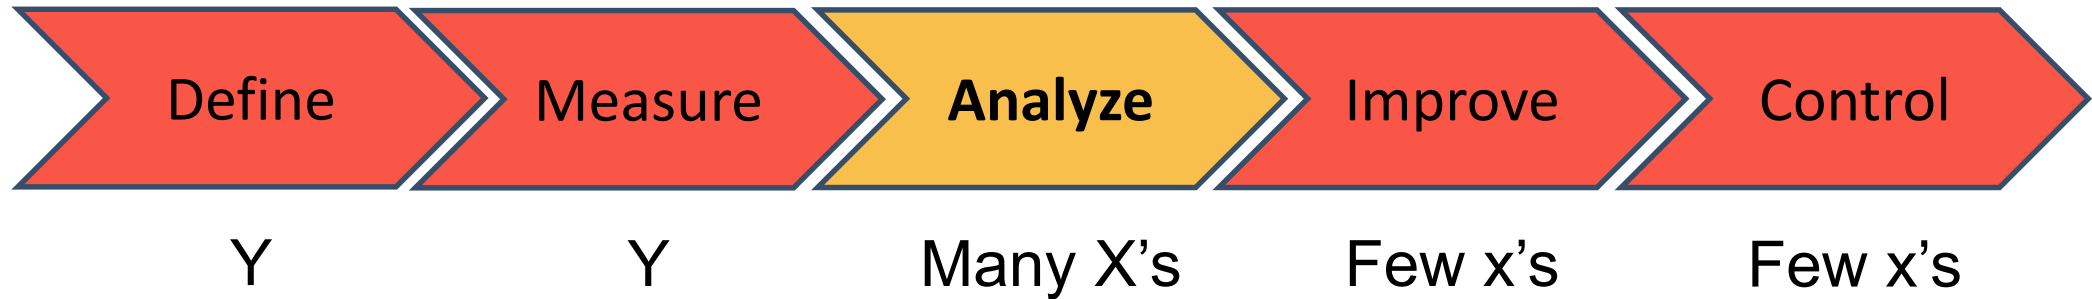 Define Measure Analyze Improve Control
Y Y Many X’s Few x’s Few x’s